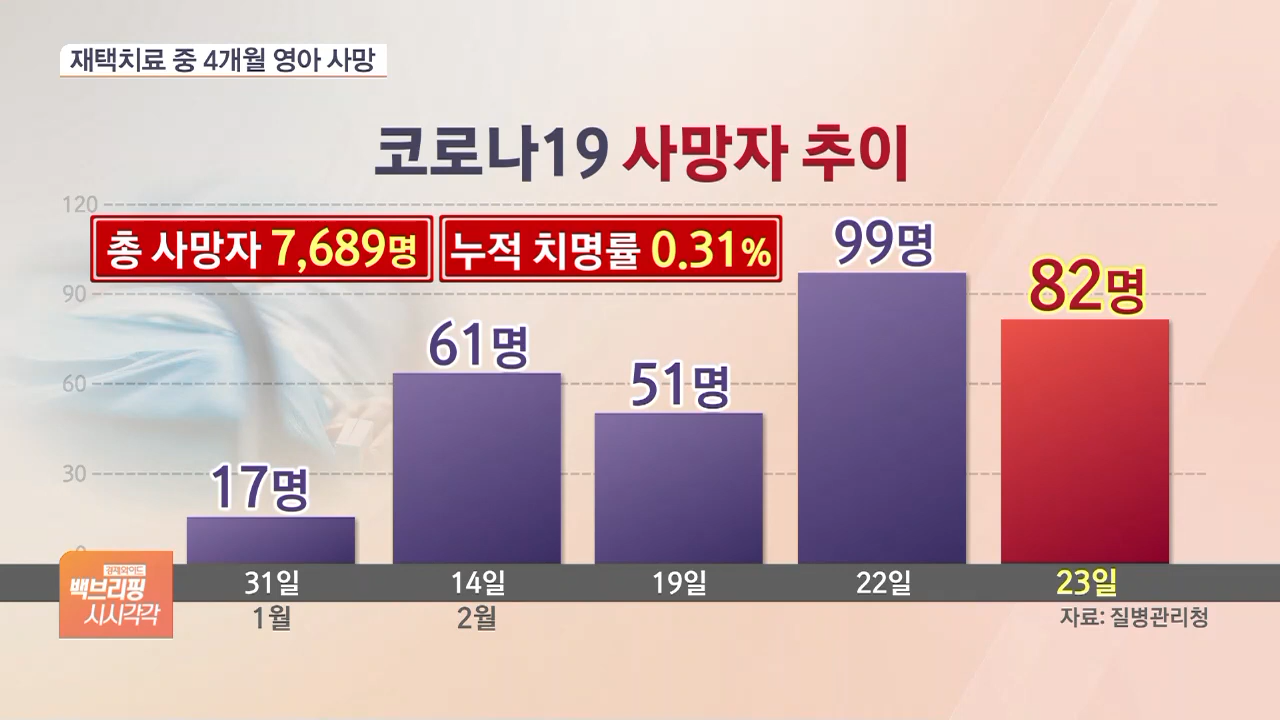 재택치료 중 4개월 영아 사망
코로나19 사망자 추이
총 사망자 7,689명
누적 치명률 0.31%
120
90
60
30
0
17명
61명
51명
99명
82명
31일
14일
19일
22일
23일
1월
2월
자료: 질병관리청
경제와이드
백브리핑
시시각각